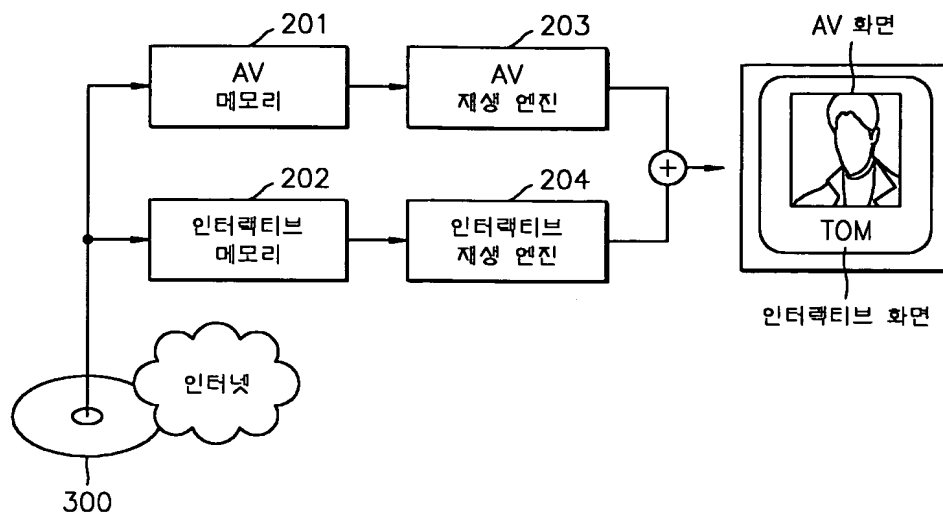 201
AV
메모리
203
AV
재생 엔진
AV 화면
202
인터랙티브
메모리
204
인터랙티브
재생 엔진
+
TOM
인터랙티브 화면
인터넷
300